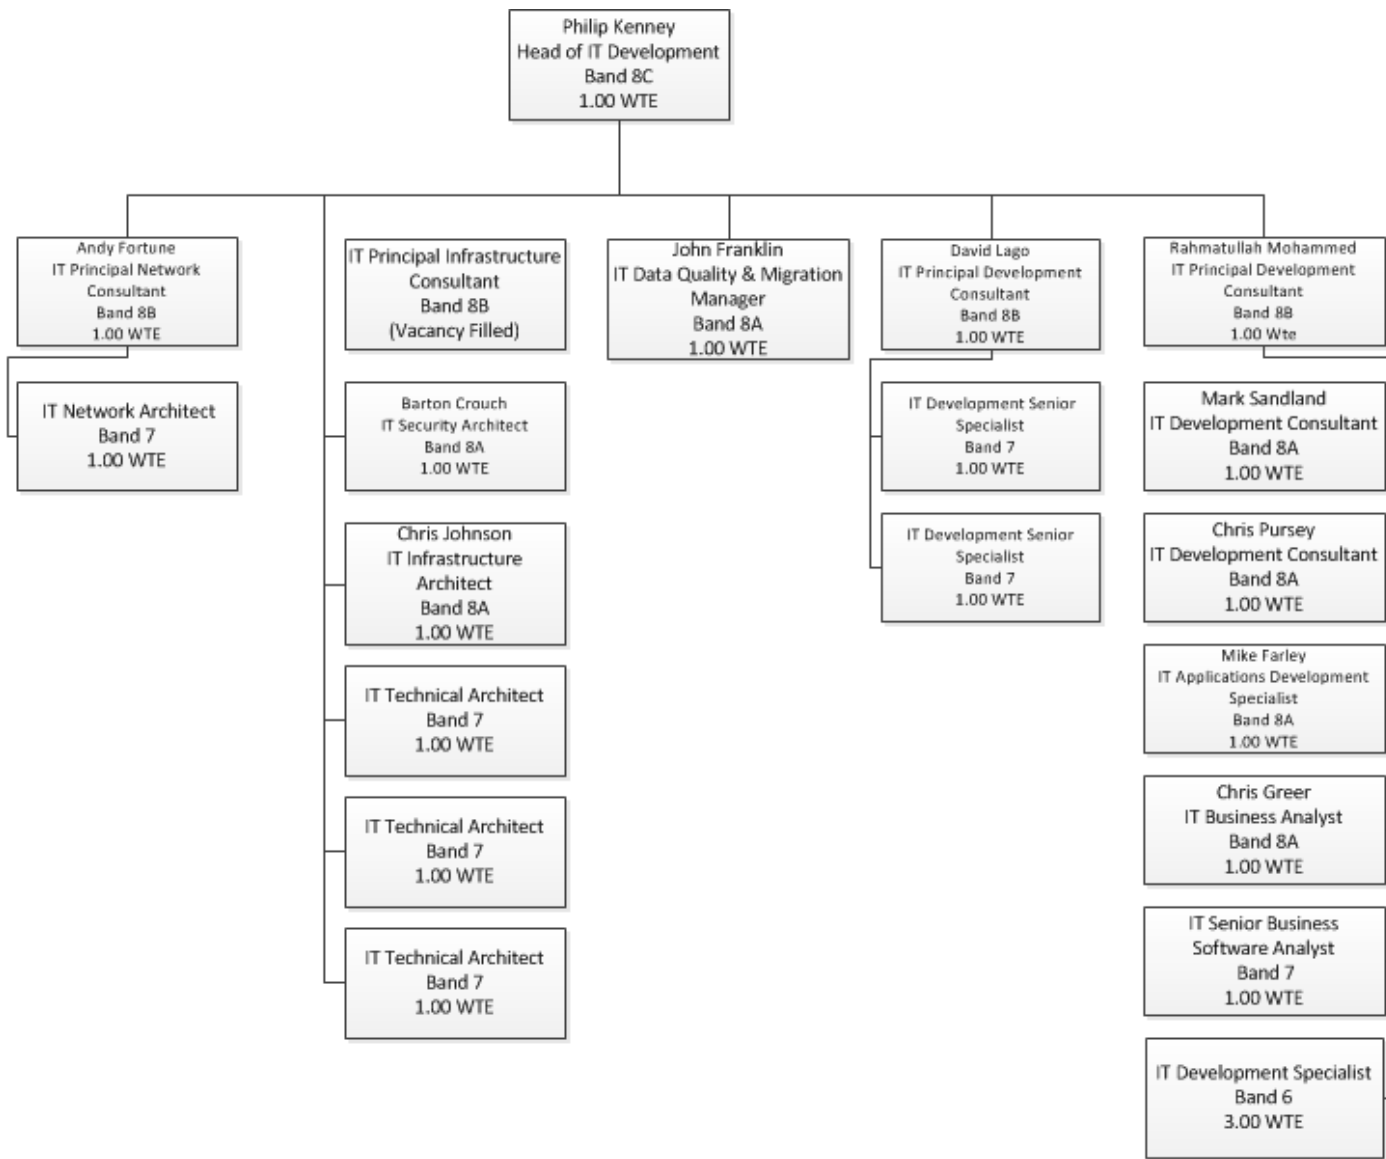 Philip Kenney
Head of IT Development
Band 8C
1.00 WTE
Andy Fortune
IT Principal Network
Consultant
Band 8B
1.00 WTE
IT Network Architect
Band 7
1.00 WTE
IT Principal Infrastructure
Consultant
Band 8B
(Vacancy Filled)
Barton Crouch
IT Security Architect
Band 8A
1.00 WTE
Chris Johnson
IT Infrastructure
Architect
Band 8A
1.00 WTE
IT Technical Architect
Band 7
1.00 WTE
IT Technical Architect
Band 7
1.00 WTE
IT Technical Architect
Band 7
1.00 WTE
John Franklin
IT Data Quality & Migration
Manager
Band 8A
1.00 WTE
David Lago
IT Principal Development
Consultant
Band 8B
1.00 WTE
IT Development Senior
Specialist
Band 7
1.00 WTE
IT Development Senior
Specialist
Band 7
1.00 WTE
Rahmatullah Mohammed
IT Principal Development
Consultant
Band 8B
1.00 Wte
Mark Sandland
IT Development Consultant
Band 8A
1.00 WTE
Chris Pursey
IT Development Consultant
Band 8A
1.00 WTE
Mike Farley
IT Applications Development
Specialist
Band 8A
1.00 WTE
Chris Greer
IT Business Analyst
Band 8A
1.00 WTE
IT Senior Business
Software Analyst
Band 7
1.00 WTE
IT Development Specialist
Band 6
3.00 WTE